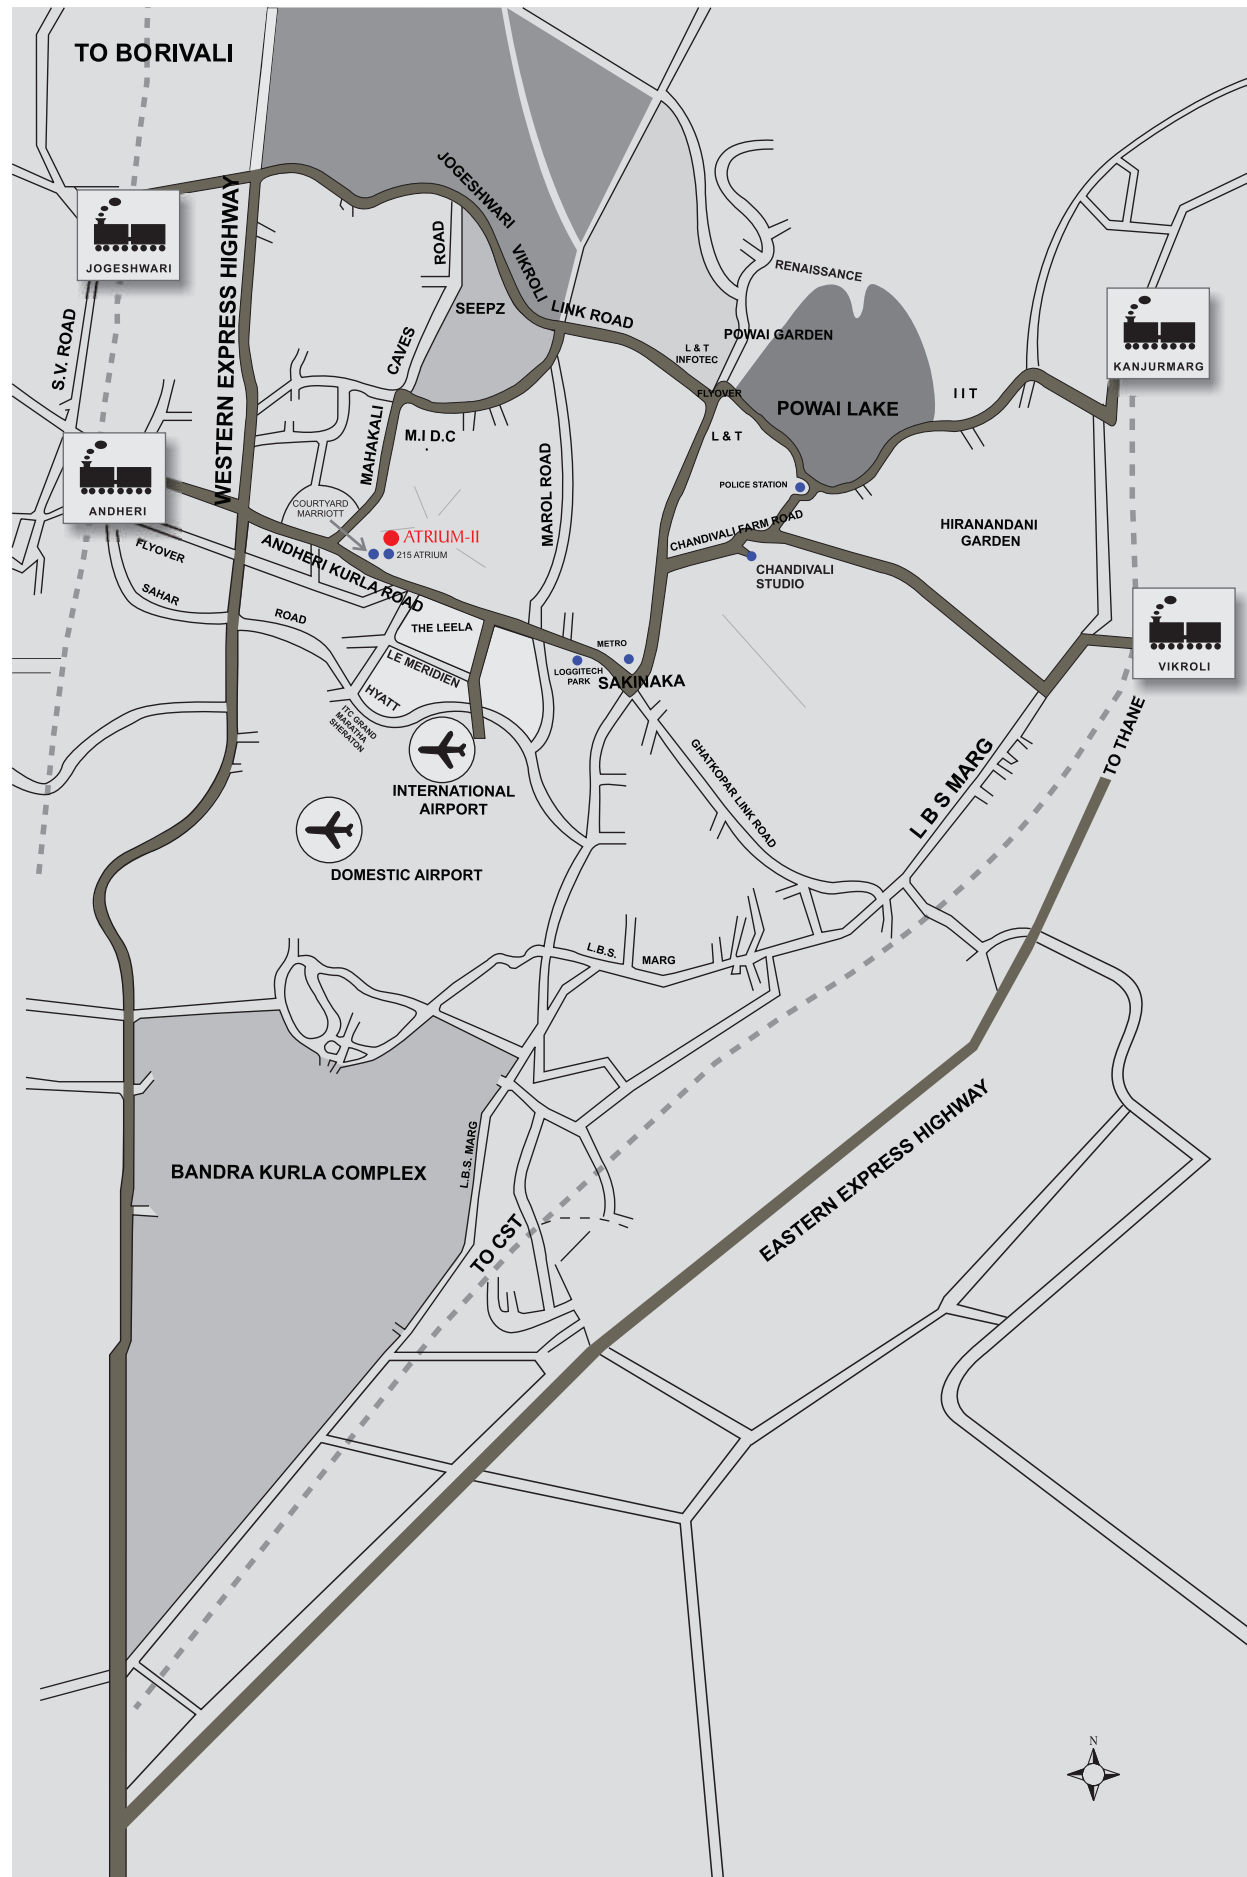 TO BORIVALI
JOGESHWARI
VIKROLI
LINK ROAD
ROAD
CAVES
MAHAKALI
SEEPZ
WESTERN EXPRESS HIGHWAY
JOGESHWARI
S.V. ROAD
RENAISSANCE
POWAI GARDEN
L & T
INFOTEC
FLYOVER
POWAI LAKE
I I T
KANJURMARG
M.I D.C
L & T
MAROL ROAD
ANDHERI
COURTYARD
MARRIOTT
ATRIUM-II
215 ATRIUM
POLICE STATION
CHANDIVALI FARM ROAD
HIRANANDANI
GARDEN
CHANDIVALI
STUDIO
FLYOVER
ANDHERI KURLA ROAD
SAHAR
ROAD
THE LEELA
LE MERIDIEN
HYATT
ITC GRAND
MARATHA
SHERATON
METRO
LOGGITECH
PARK
SAKINAKA
VIKROLI
TO THANE
GHATKOPAR LINK ROAD
L B S MARG
INTERNATIONAL
AIRPORT
DOMESTIC AIRPORT
L.B.S.
MARG
L.B.S. MARG
BANDRA KURLA COMPLEX
EASTERN EXPRESS HIGHWAY
TO CST
N